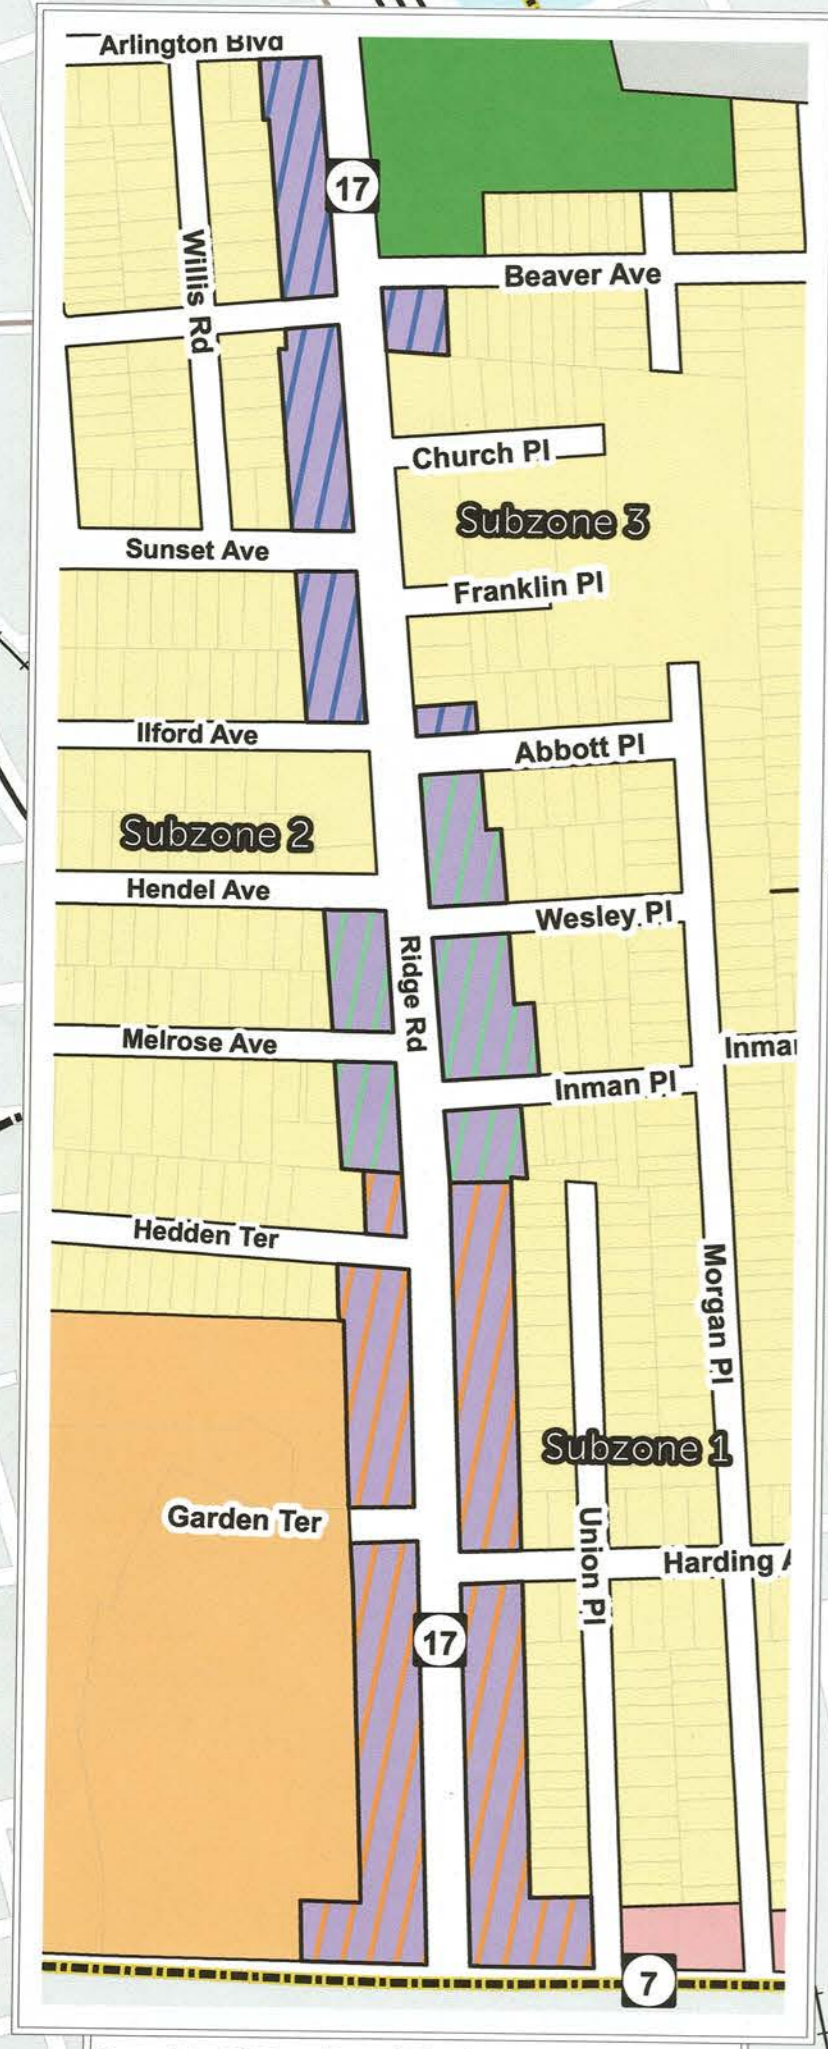 Arlington Blvd
17
Willis Rd
Beaver Ave
Church Pl
Subzone 3
Sunset Ave
Franklin Pl
Ilford Ave
Abbott Pl
Subzone 2
Hendel Ave
Wesley Pl
Ridge Rd
Melrose Ave
Inman
Inman Pl
Hedden Ter
Morgan Pl
Subzone 1
Garden Ter
Union Pl
Harding A
17
7